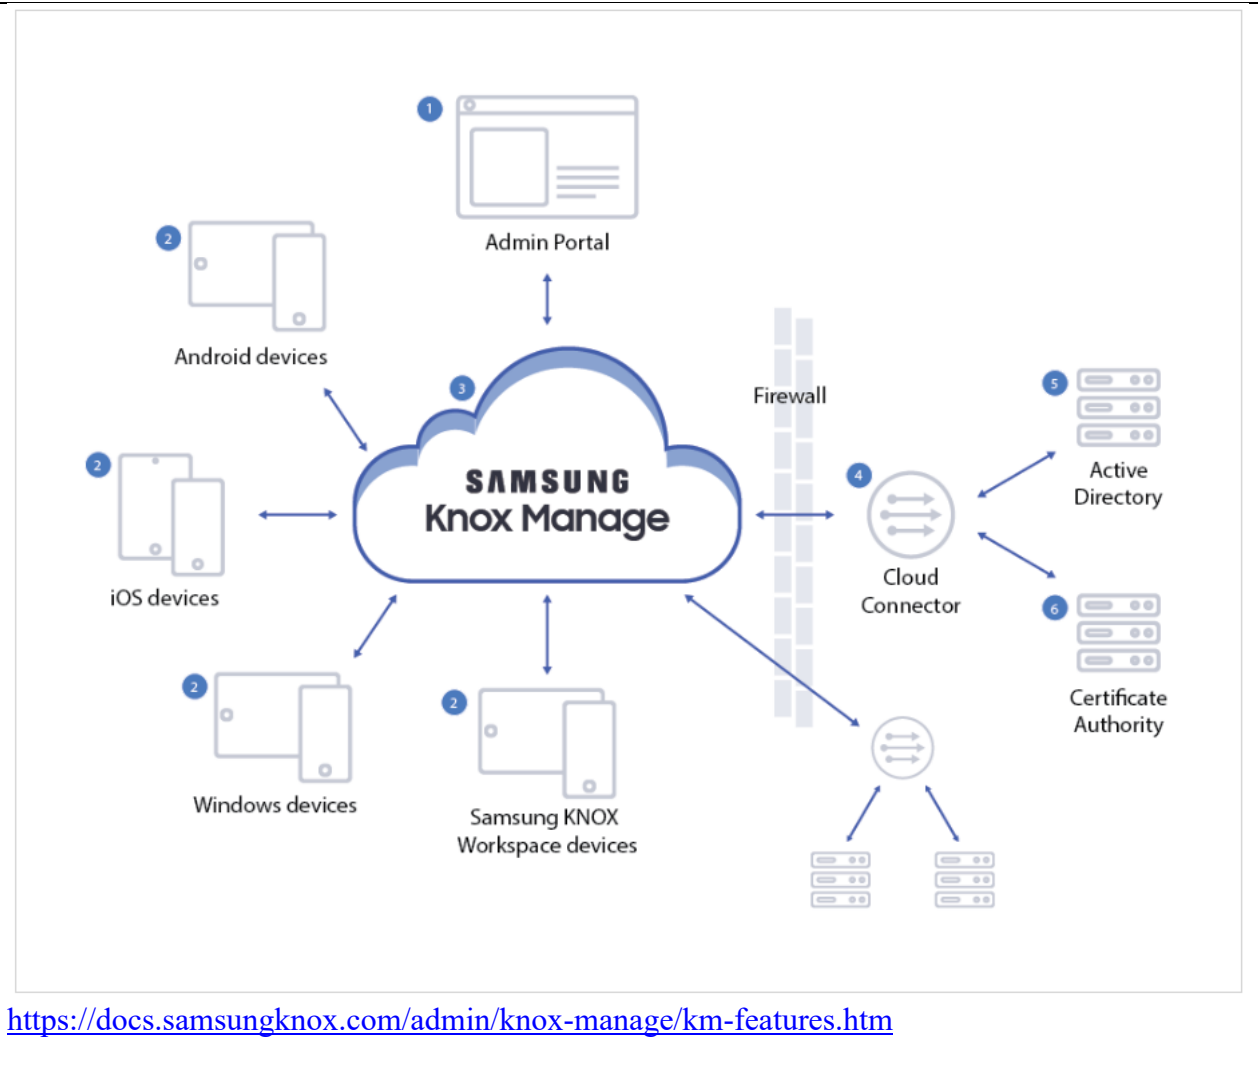 1
Admin Portal
2
Android devices
3
Firewall
SAMSUNG
Knox Manage
2
iOS devices
4
Cloud
Connector
5
Active
Directory
6
Certificate
Authority
2
Windows devices
2
Samsung KNOX
Workspace devices
https://docs.samsungknox.com/admin/knox-manage/km-features.htm